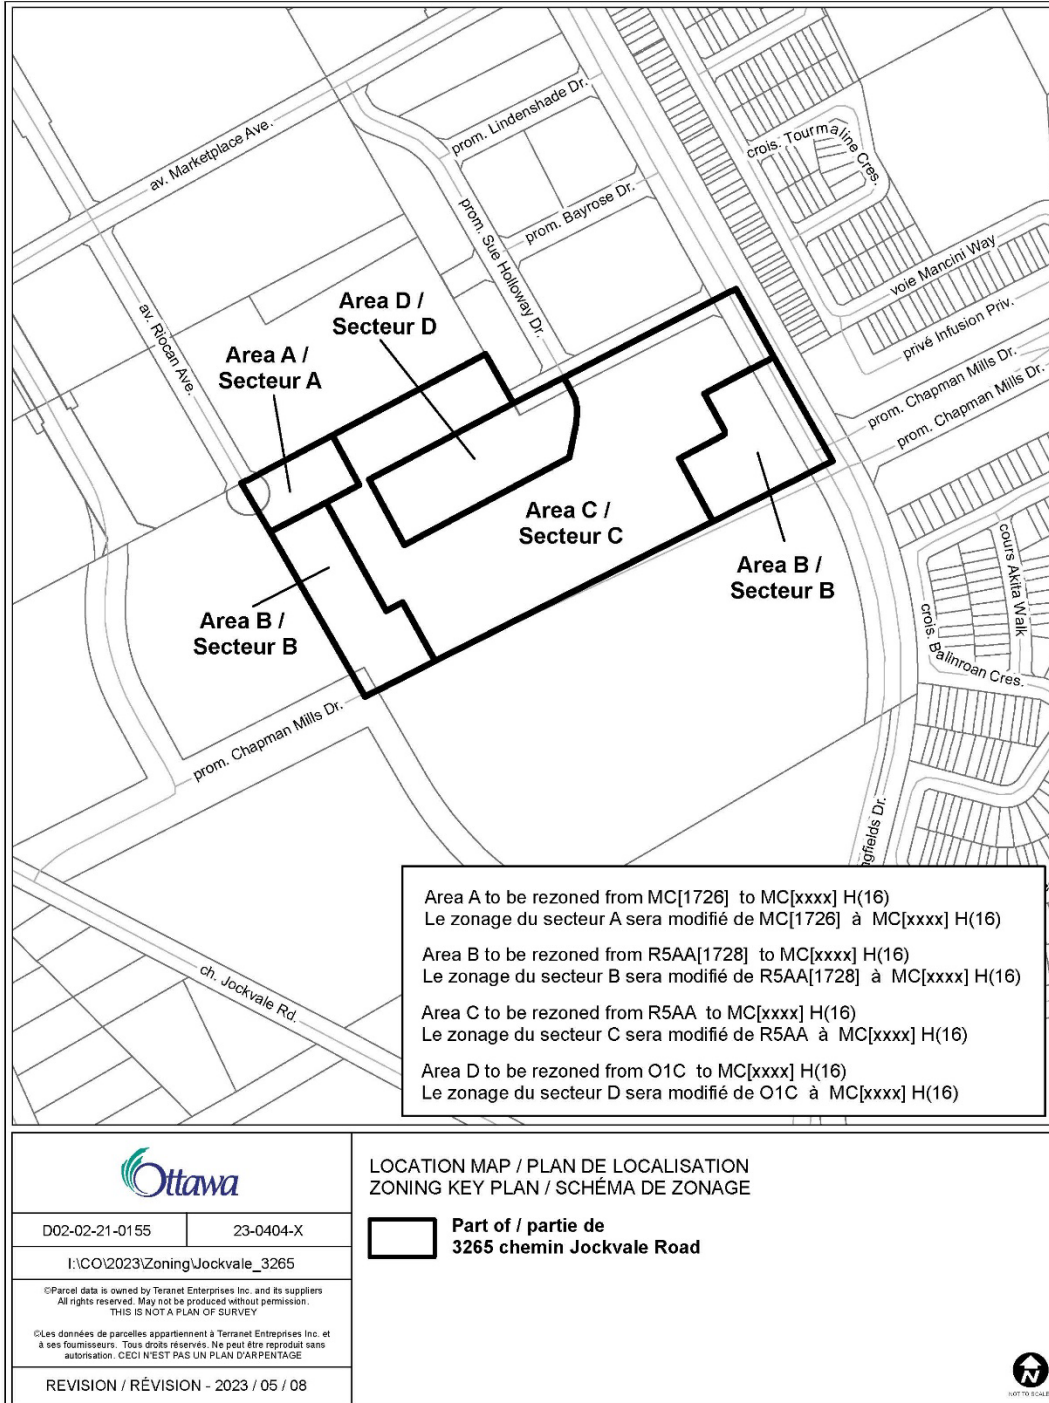 av. Marketplace Ave.
prom. Lindenshade Dr.
crois. Tourmaline Cres.
prom. Bayrose Dr.
prom. Sue Holloway Dr.
voie Mancini Way
privé Infusion Priv.
av. Riocan Ave.
prom. Chapman Mills Dr.
prom. Chapman Mills Dr.
Area D /
Secteur D
Area A /
Secteur A
Area C /
Secteur C
Area B /
Secteur B
Area B /
Secteur B
cours Akita Walk
crois. Balinroan Cres.
prom. Chapman Mills Dr.
ngfields Dr.
ch. Jockvale Rd.
Area A to be rezoned from MC[1726] to MC[xxxx] H(16)
Le zonage du secteur A sera modifié de MC[1726] à MC[xxxx] H(16)
Area B to be rezoned from R5AA[1728] to MC[xxxx] H(16)
Le zonage du secteur B sera modifié de R5AA[1728] à MC[xxxx] H(16)
Area C to be rezoned from R5AA to MC[xxxx] H(16)
Le zonage du secteur C sera modifié de R5AA à MC[xxxx] H(16)
Area D to be rezoned from O1C to MC[xxxx] H(16)
Le zonage du secteur D sera modifié de O1C à MC[xxxx] H(16)
Ottawa
D02-02-21-0155
23-0404-X
I:\CO\2023\Zoning\Jockvale_3265
©Parcel data is owned by Teranet Enterprises Inc. and its suppliers
All rights reserved. May not be produced without permission.
THIS IS NOT A PLAN OF SURVEY
©Les données de parcelles appartiennent à Terranet Entreprises Inc. et
à ses fournisseurs. Tous droits réservés. Ne peut être reproduit sans
autorisation. CECI N'EST PAS UN PLAN D'ARPENTAGE
REVISION / RÉVISION - 2023 / 05 / 08
LOCATION MAP / PLAN DE LOCALISATION
ZONING KEY PLAN / SCHÉMA DE ZONAGE
Part of / partie de
3265 chemin Jockvale Road
N
NOT TO SCALE